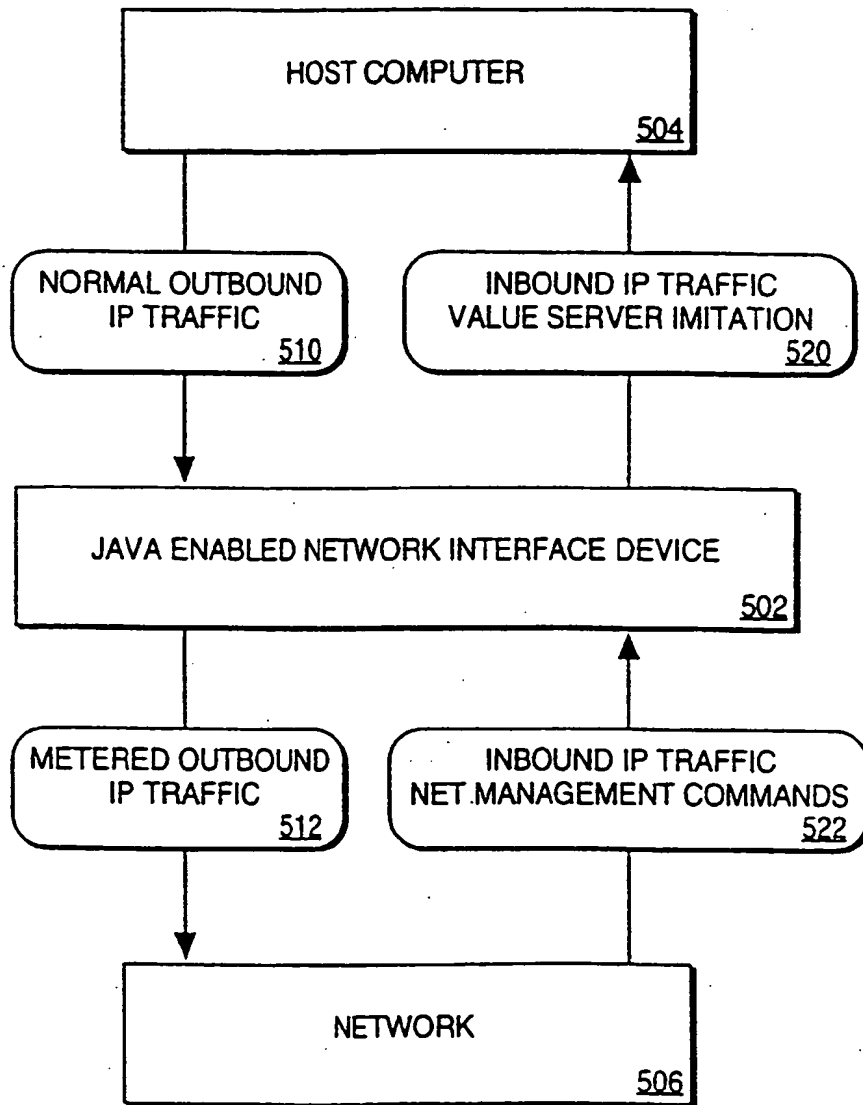 HOST COMPUTER
504
NORMAL OUTBOUND
IP TRAFFIC
510
INBOUND IP TRAFFIC
VALUE SERVER IMITATION
520
JAVA ENABLED NETWORK INTERFACE DEVICE
502
METERED OUTBOUND
IP TRAFFIC
512
INBOUND IP TRAFFIC
NET.MANAGEMENT COMMANDS
522
NETWORK
506